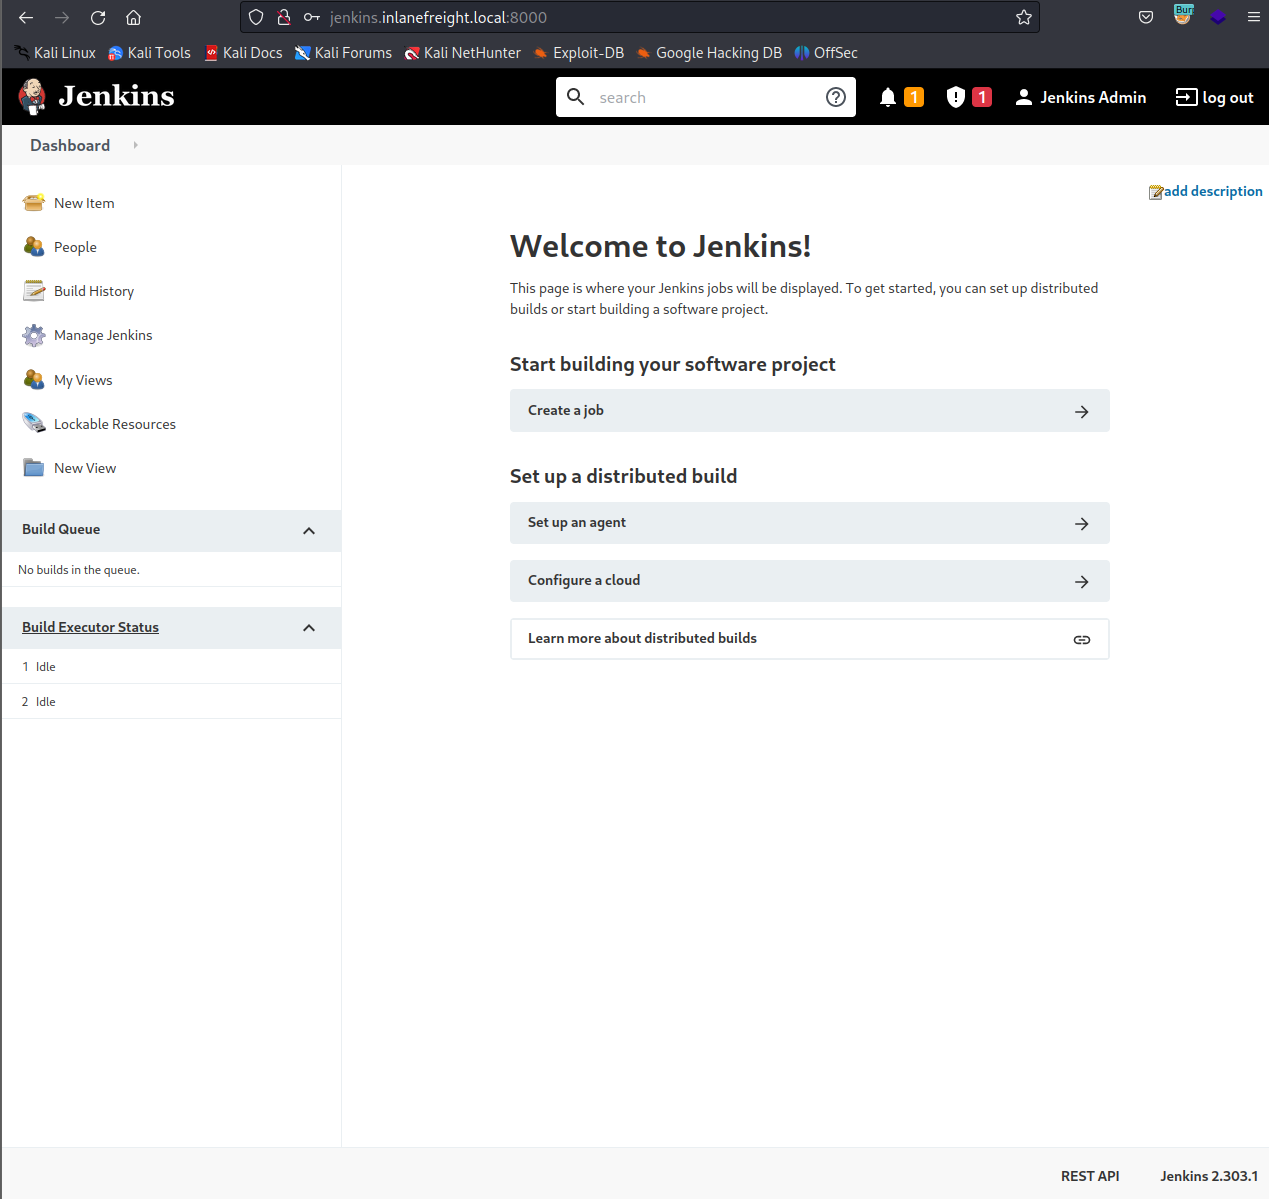 jenkins.inlanefreight.local:8000
Kali Linux Kali Tools Kali Docs Kali Forums Kali NetHunter Exploit-DB Google Hacking DB OffSec
Jenkins search 1 1 Jenkins Admin log out
Dashboard
New Item
People
Build History
Manage Jenkins
My Views
Lockable Resources
New View
Build Queue
No builds in the queue.
Build Executor Status
1 Idle
2 Idle
add description
Welcome to Jenkins!
This page is where your Jenkins jobs will be displayed. To get started, you can set up distributed
builds or start building a software project.
Start building your software project
Create a job
Set up a distributed build
Set up an agent
Configure a cloud
Learn more about distributed builds
REST API Jenkins 2.303.1